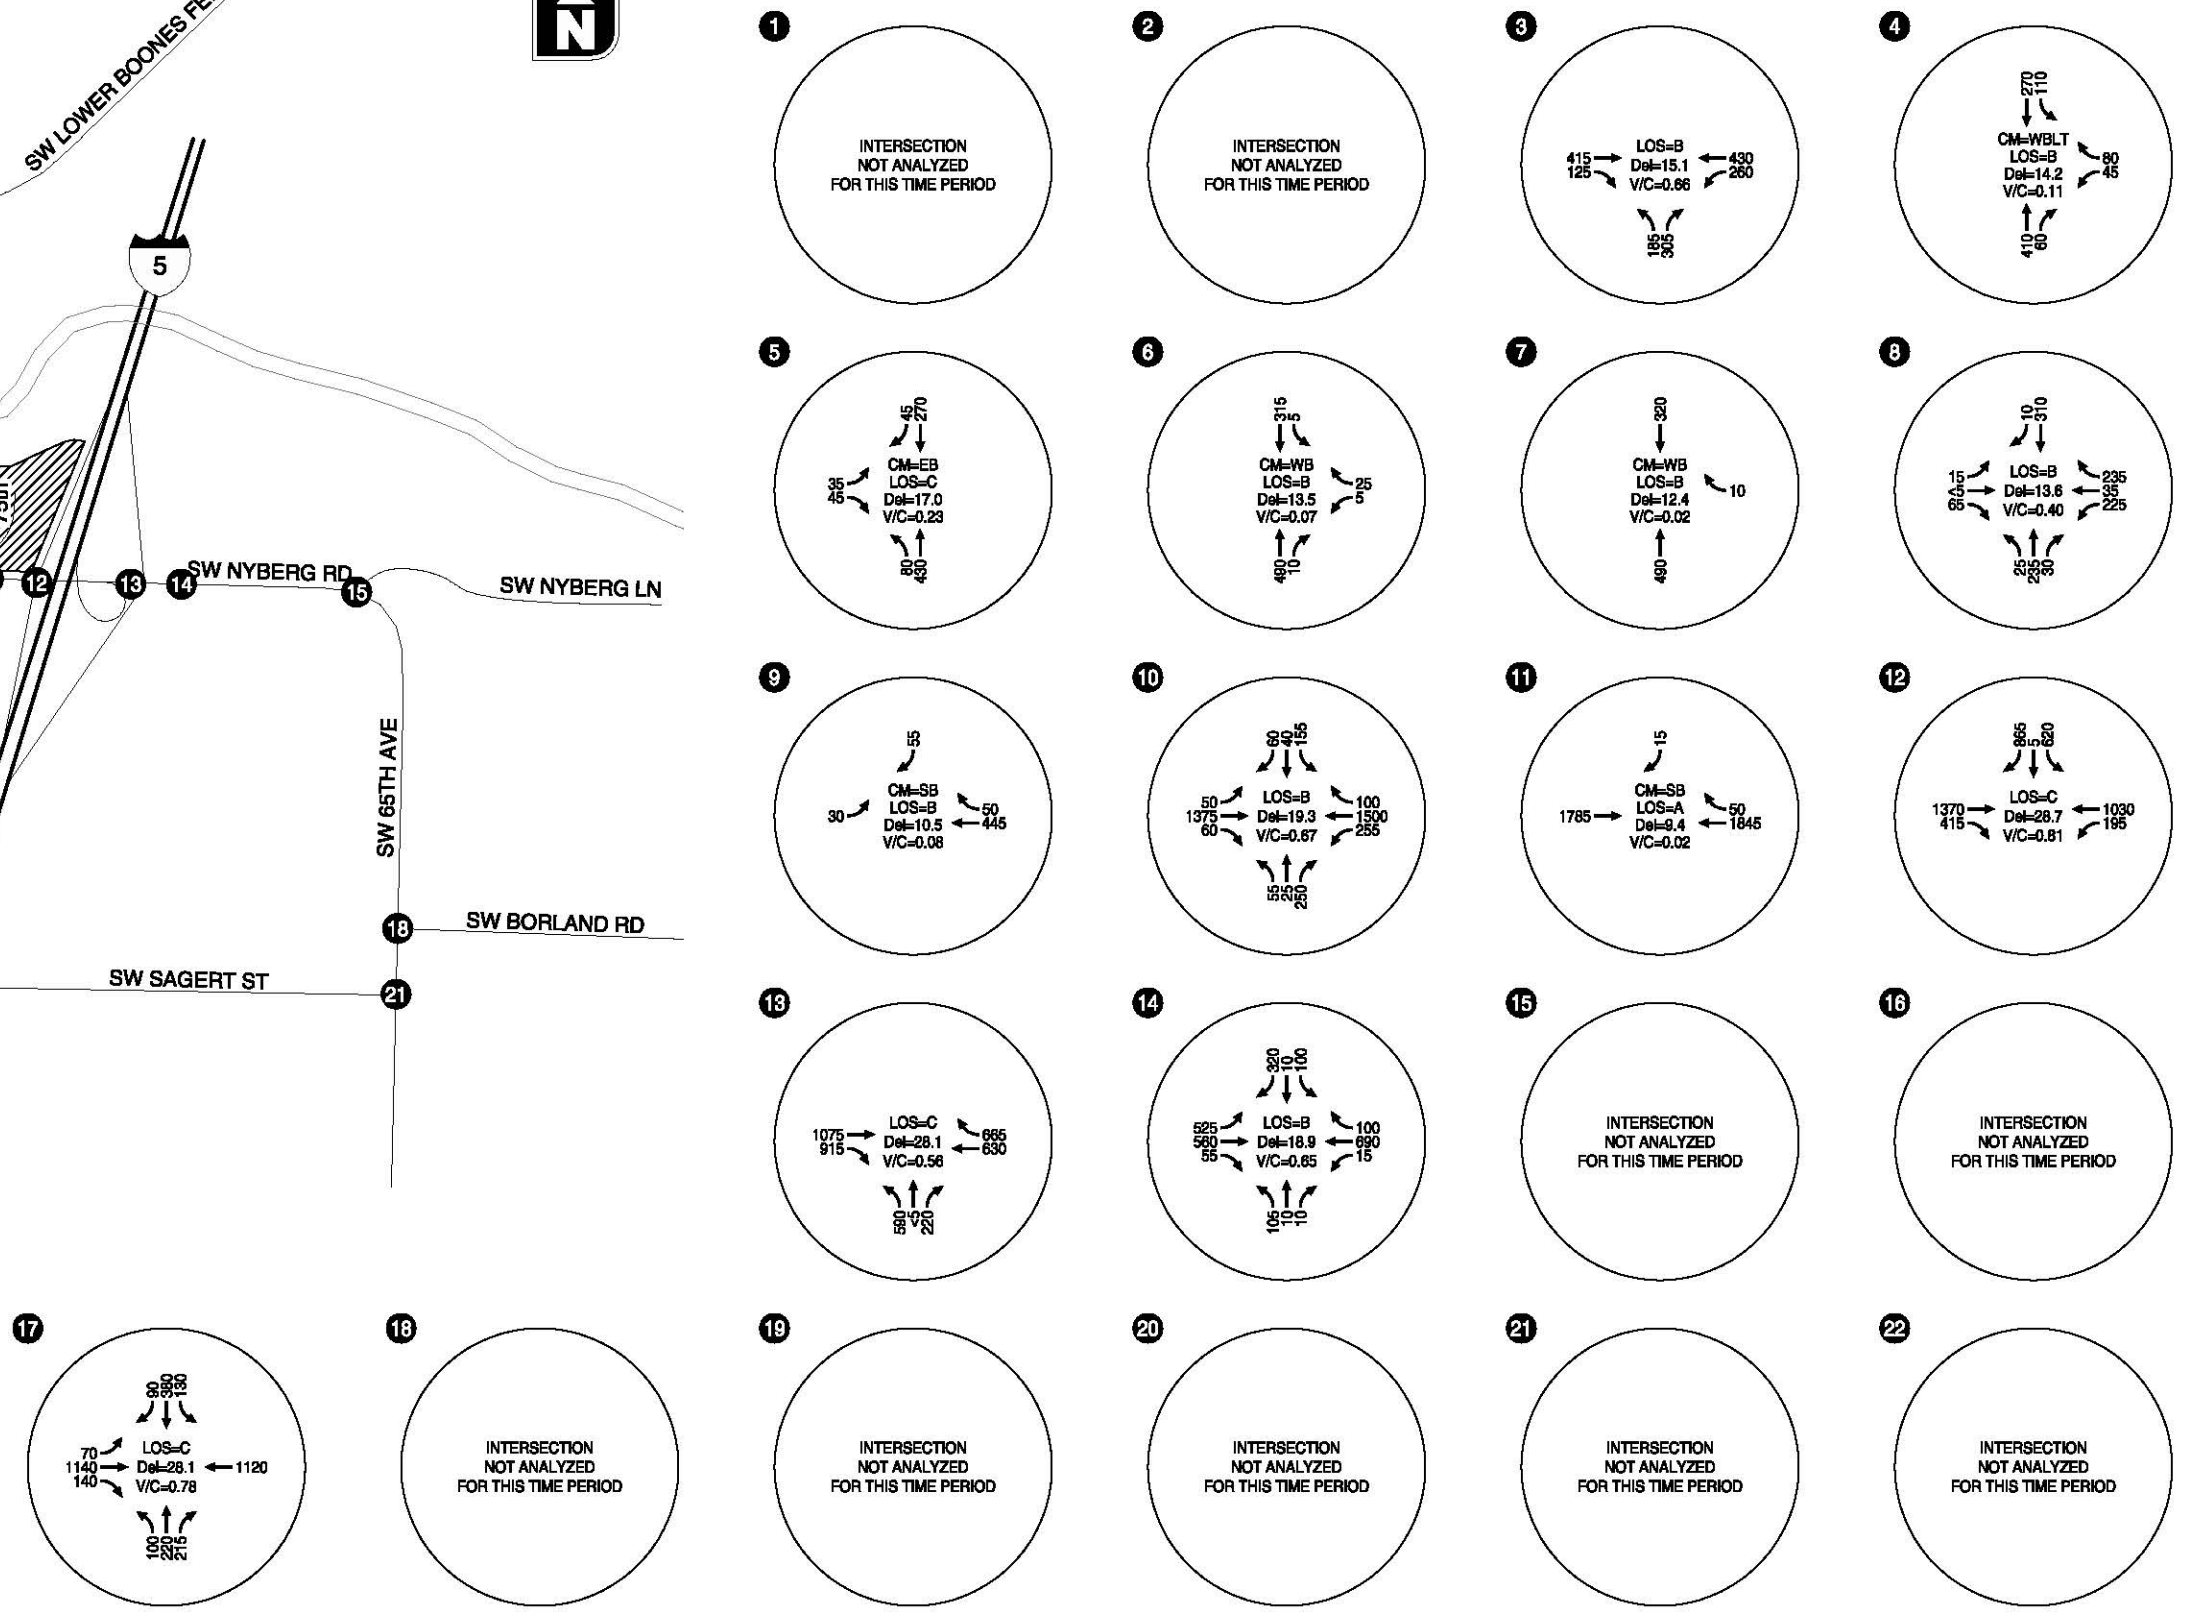 SW LOWER BOONES FE
N
5
12
13
14
SW NYBERG RD
15
SW NYBERG LN
SW 65TH AVE
18
SW BORLAND RD
SW SAGERT ST
21
1
INTERSECTION
NOT ANALYZED
FOR THIS TIME PERIOD
2
INTERSECTION
NOT ANALYZED
FOR THIS TIME PERIOD
3
LOS=B
415 Del=15.1 430
125 V/C=0.66 260
185 305
4
270 110
CM=WBLT
LOS=B 80
Del=14.2 45
V/C=0.11
410 60
5
45 270
CM=EB
35 LOS=C
45 Del=17.0
V/C=0.23
80 430
6
315 5
CM=WB
LOS=B 25
Del=13.5 5
V/C=0.07
490 10
7
320
CM=WB
LOS=B 10
Del=12.4
V/C=0.02
490
8
10 310
15 LOS=B 235
<5 Del=13.6 35
65 V/C=0.40 225
25 235 30
9
55
CM=SB
30 LOS=B 50
Del=10.5 445
V/C=0.08
10
60 40 155
50 LOS=B 100
1375 Del=19.3 1500
60 V/C=0.67 255
55 25 250
11
15
CM=SB
1785 LOS=A 50
Del=9.4 1845
V/C=0.02
12
865 5 620
1370 LOS=C 1030
415 Del=28.7 195
V/C=0.81
13
LOS=C
1075 Del=28.1 665
915 V/C=0.56 630
590 <5 220
14
320 10 100
525 LOS=B 100
560 Del=18.9 690
55 V/C=0.65 15
105 10 10
15
INTERSECTION
NOT ANALYZED
FOR THIS TIME PERIOD
16
INTERSECTION
NOT ANALYZED
FOR THIS TIME PERIOD
17
90 380 130
70 LOS=C
1140 Del=28.1 1120
140 V/C=0.78
100 220 215
18
INTERSECTION
NOT ANALYZED
FOR THIS TIME PERIOD
19
INTERSECTION
NOT ANALYZED
FOR THIS TIME PERIOD
20
INTERSECTION
NOT ANALYZED
FOR THIS TIME PERIOD
21
INTERSECTION
NOT ANALYZED
FOR THIS TIME PERIOD
22
INTERSECTION
NOT ANALYZED
FOR THIS TIME PERIOD